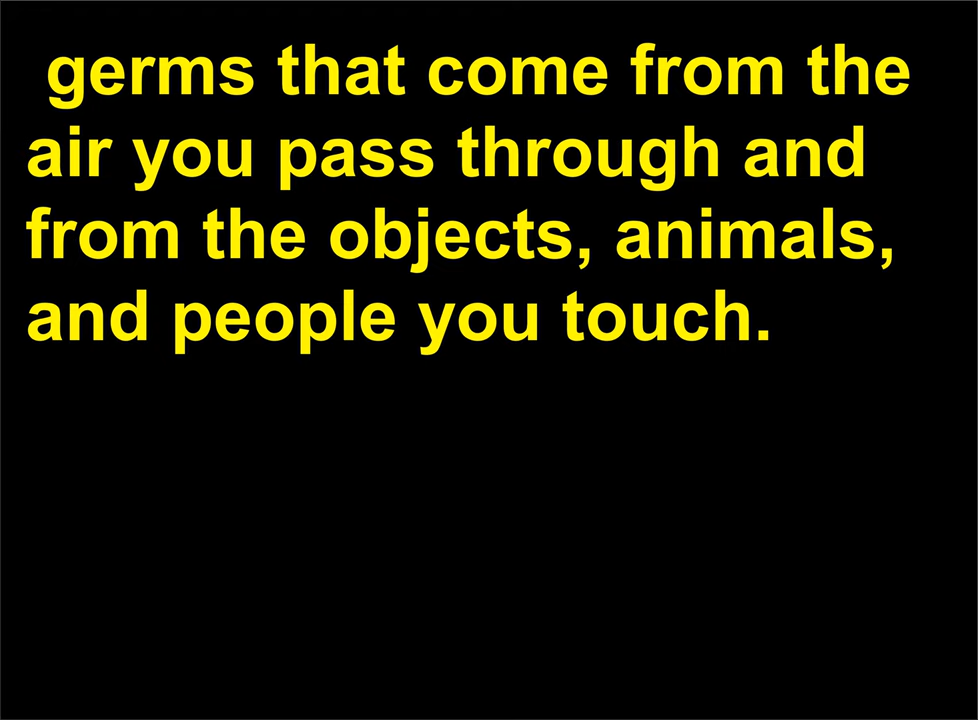 germs that come from the
air you pass through and
from the objects, animals,
and people you touch.